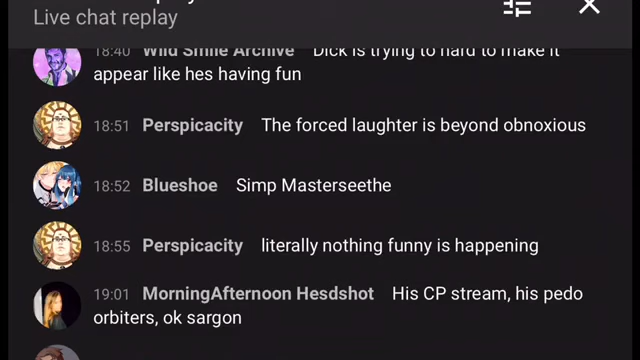 Live chat replay
18:40 Wild Smile Archive Dick is trying to hard to make it
appear like hes having fun
18:51 Perspicacity The forced laughter is beyond obnoxious
18:52 Blueshoe Simp Masterseethe
18:55 Perspicacity literally nothing funny is happening
19:01 MorningAfternoon Hesdshot His CP stream, his pedo
orbiters, ok sargon